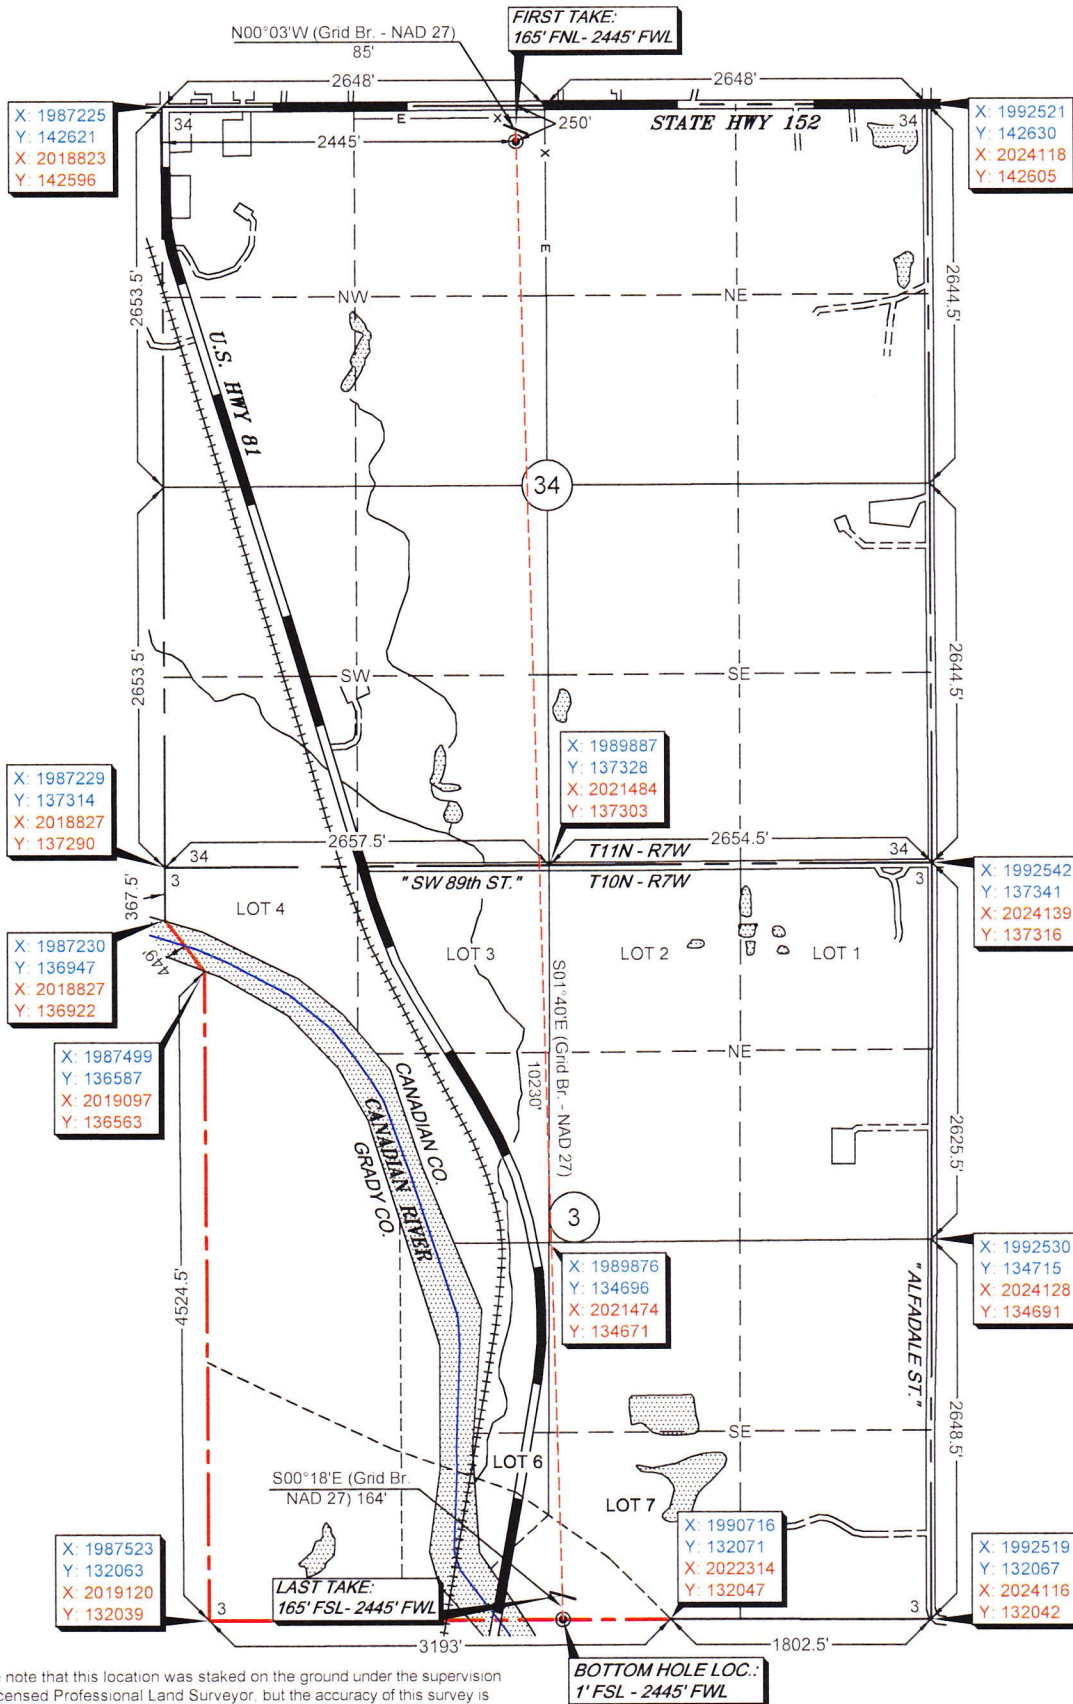 FIRST TAKE:
165' FNL- 2445' FWL
N00°03'W (Grid Br. - NAD 27)
85'
2648'
2648'
X: 1987225
Y: 142621
X: 2018823
Y: 142596
X: 1992521
Y: 142630
X: 2024118
Y: 142605
34
E
X
250'
STATE HWY 152
34
2445'
X
E
2653.5'
NW
NE
2644.5'
U.S. HWY 81
34
2653.5'
SW
SE
2644.5'
X: 1989887
Y: 137328
X: 2021484
Y: 137303
X: 1987229
Y: 137314
X: 2018827
Y: 137290
2657.5'
2654.5'
34
T11N - R7W
34
3
"SW 89th ST."
T10N - R7W
3
X: 1992542
Y: 137341
X: 2024139
Y: 137316
367.5'
LOT 4
LOT 3
LOT 2
LOT 1
X: 1987230
Y: 136947
X: 2018827
Y: 136922
449'
S01°40'E (Grid Br. - NAD 27)
10230'
X: 1987499
Y: 136587
X: 2019097
Y: 136563
NE
CANADIAN CO.
CANADIAN RIVER
GRADY CO.
2625.5'
3
X: 1989876
Y: 134696
X: 2021474
Y: 134671
X: 1992530
Y: 134715
X: 2024128
Y: 134691
4524.5'
"ALFADALE ST."
2648.5'
SE
LOT 6
S00°18'E (Grid Br.
NAD 27) 164'
LOT 7
X: 1990716
Y: 132071
X: 2022314
Y: 132047
X: 1987523
Y: 132063
X: 2019120
Y: 132039
X: 1992519
Y: 132067
X: 2024116
Y: 132042
LAST TAKE:
165' FSL- 2445' FWL
3
3
3193'
1802.5'
BOTTOM HOLE LOC.:
1' FSL - 2445' FWL
note that this location was staked on the ground under the supervision
censed Professional Land Surveyor, but the accuracy of this survey is